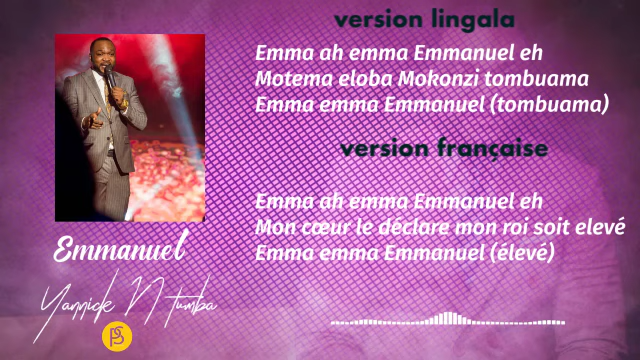 version lingala
Emma ah emma Emmanuel eh
Motema eloba Mokonzi tombuama
Emma emma Emmanuel (tombuama)
version française
Emma ah emma Emmanuel eh
Mon cœur le déclare mon roi soit elevé
Emma emma Emmanuel (élevé)
Emmanuel
Yannick N tumba